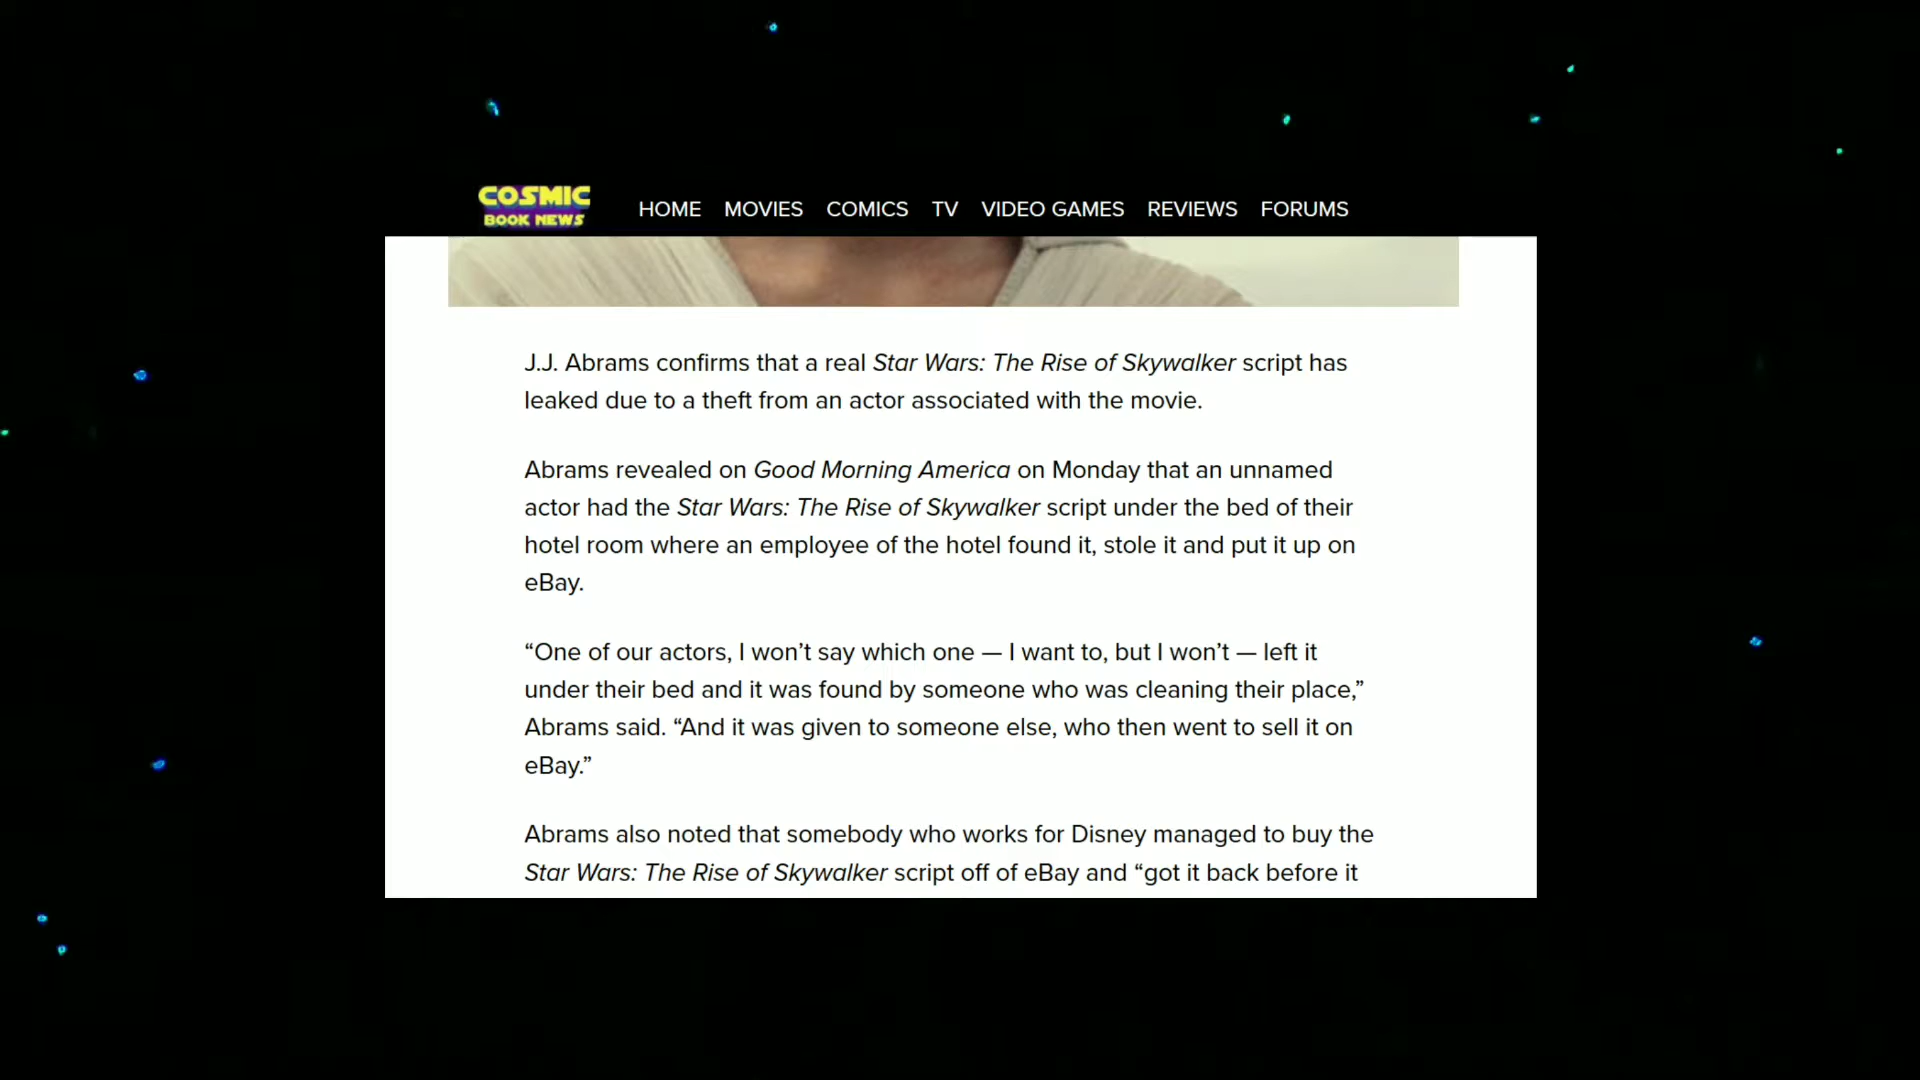 COSMIC
BOOK NEWS
HOME MOVIES COMICS TV VIDEO GAMES REVIEWS FORUMS
J.J. Abrams confirms that a real Star Wars: The Rise of Skywalker script has
leaked due to a theft from an actor associated with the movie.
Abrams revealed on Good Morning America on Monday that an unnamed
actor had the Star Wars: The Rise of Skywalker script under the bed of their
hotel room where an employee of the hotel found it, stole it and put it up on
eBay.
“One of our actors, I won’t say which one — I want to, but I won’t — left it
under their bed and it was found by someone who was cleaning their place,”
Abrams said. “And it was given to someone else, who then went to sell it on
eBay.”
Abrams also noted that somebody who works for Disney managed to buy the
Star Wars: The Rise of Skywalker script off of eBay and “got it back before it